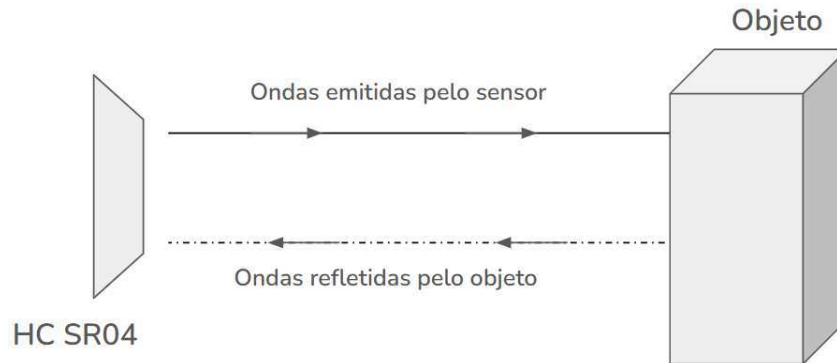 Objeto
Ondas emitidas pelo sensor
Ondas refletidas pelo objeto
HC SR04